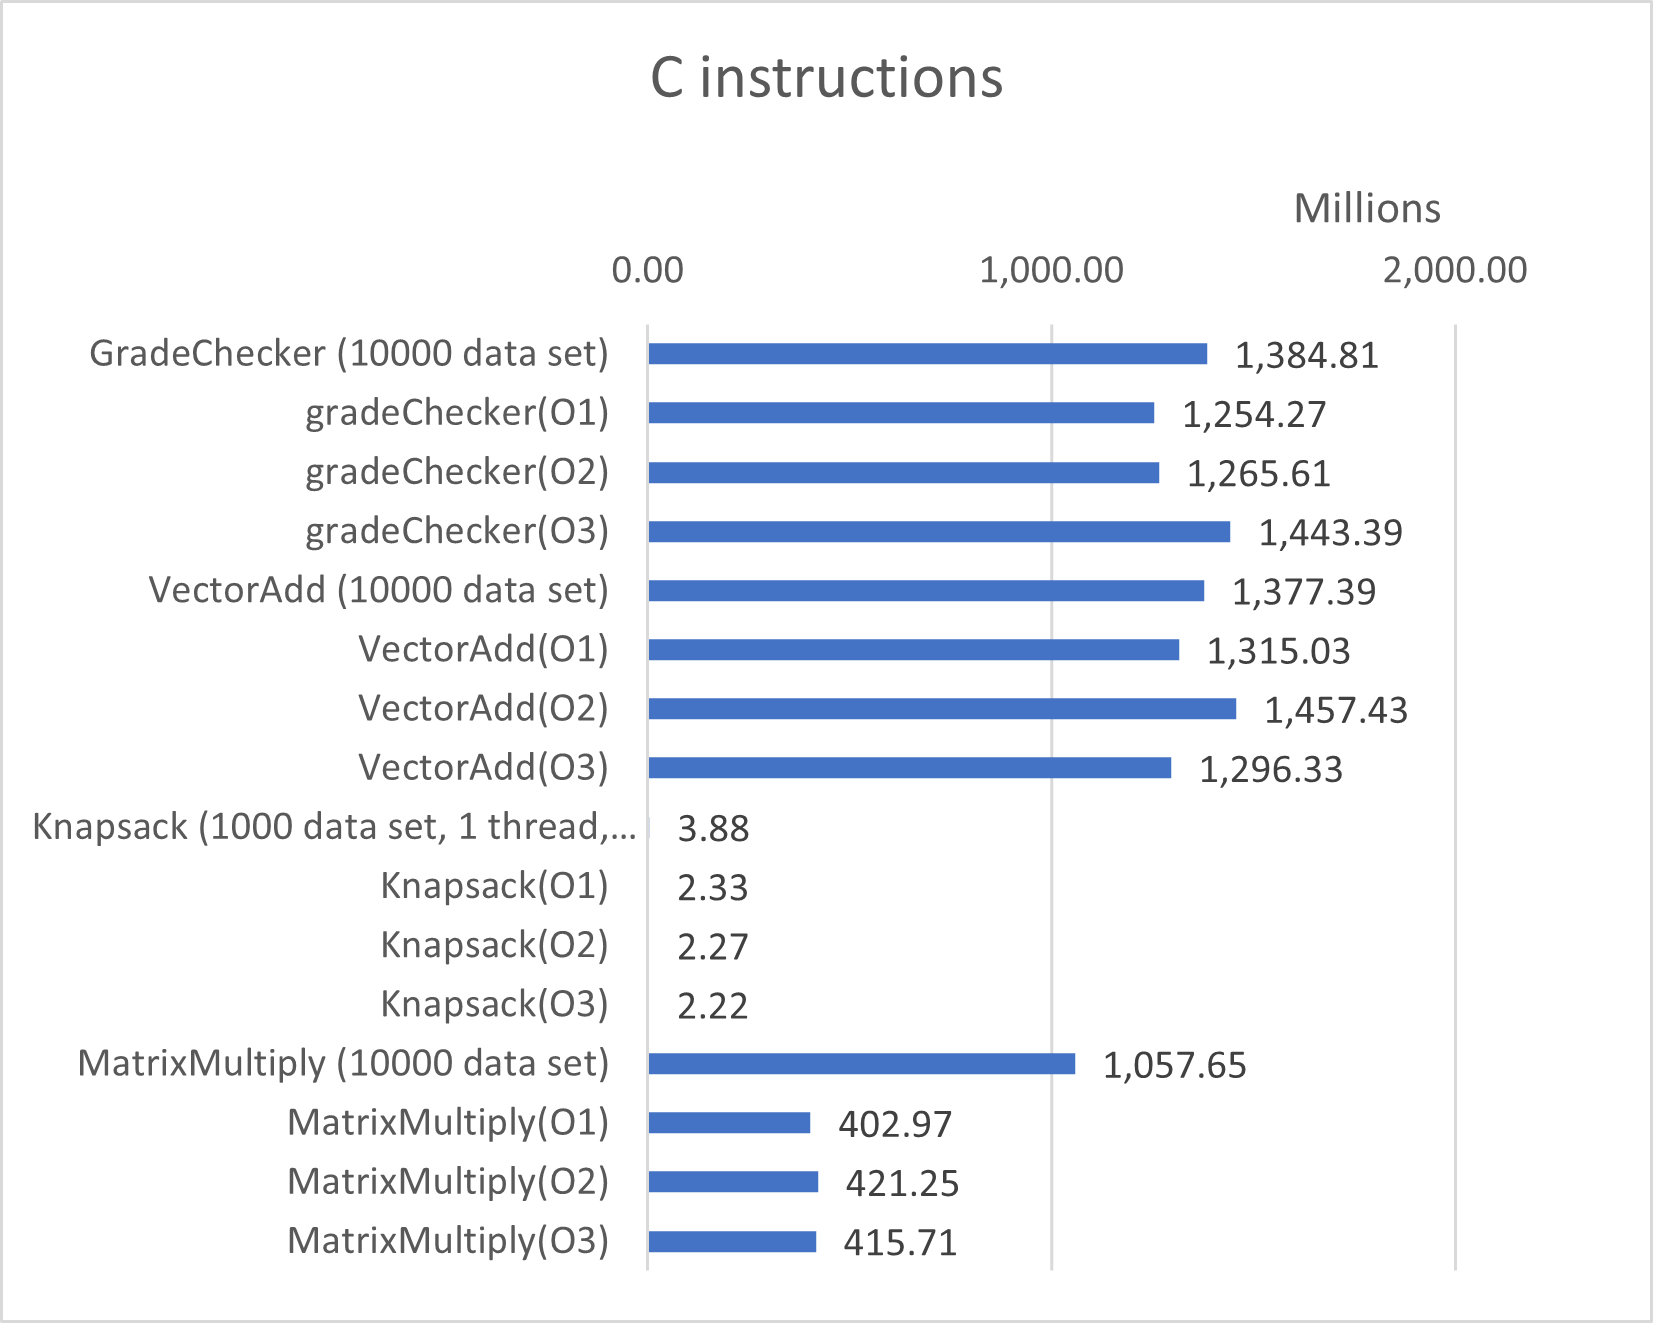 C instructions
Millions
0.00 1,000.00 2,000.00
GradeChecker (10000 data set) 1,384.81
gradeChecker(O1) 1,254.27
gradeChecker(O2) 1,265.61
gradeChecker(O3) 1,443.39
VectorAdd (10000 data set) 1,377.39
VectorAdd(O1) 1,315.03
VectorAdd(O2) 1,457.43
VectorAdd(O3) 1,296.33
Knapsack (1000 data set, 1 thread,... 3.88
Knapsack(O1) 2.33
Knapsack(O2) 2.27
Knapsack(O3) 2.22
MatrixMultiply (10000 data set) 1,057.65
MatrixMultiply(O1) 402.97
MatrixMultiply(O2) 421.25
MatrixMultiply(O3) 415.71